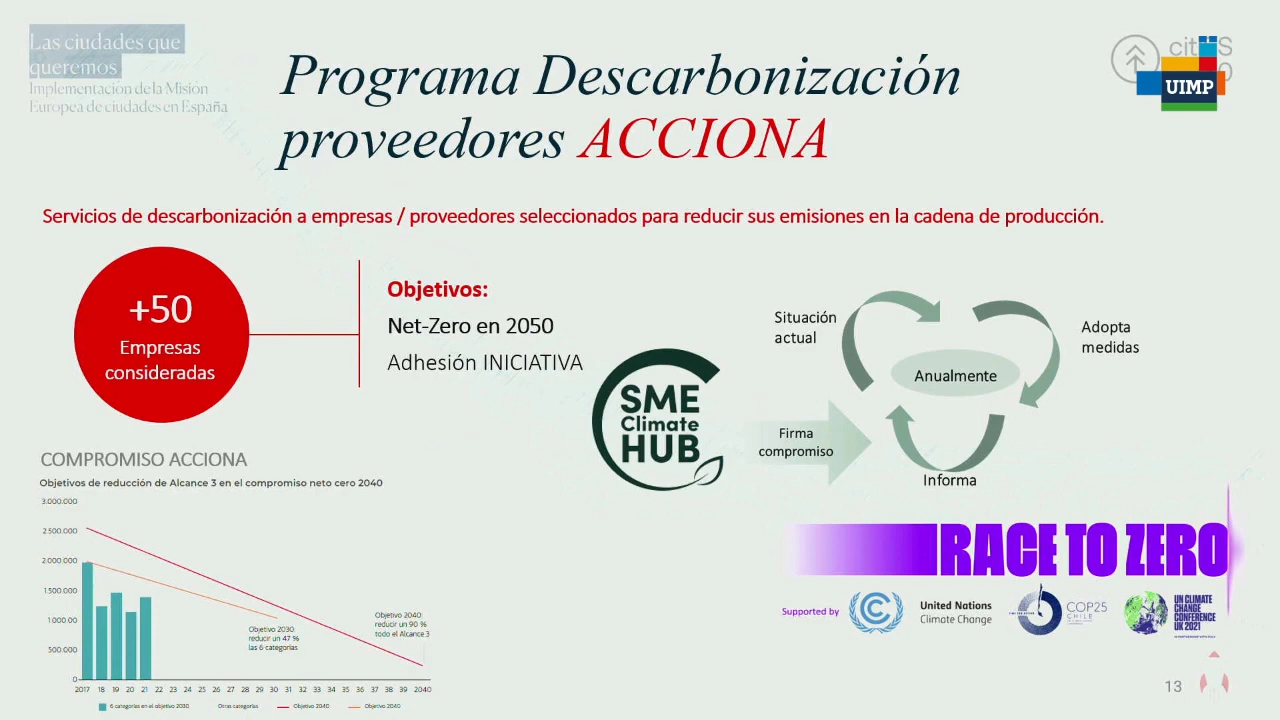 Las ciudades que
queremos
Implementación de la Misión
Europea de ciudades en España
Programa Descarbonización
proveedores ACCIONA
UIMP
Servicios de descarbonización a empresas / proveedores seleccionados para reducir sus emisiones en la cadena de producción.
+50
Empresas
consideradas
Objetivos:
Net-Zero en 2050
Adhesión INICIATIVA
SME
Climate
HUB
Firma
compromiso
Situación
actual
Adopta
medidas
Anualmente
Informa
COMPROMISO ACCIONA
Objetivos de reducción de Alcance 3 en el compromiso neto cero 2040
3.000.000
2.500.000
2.000.000
1.500.000
1.000.00
500.000
0
Objetivo 2030:
reducir un 47 %
las 6 categorías
Objetivo 2040:
reducir un 90 %
todo el Alcance 3
2017 18 19 20 21 22 23 24 25 26 27 28 29 30 31 32 33 34 35 36 37 38 39 2040
6 categorías en el objetivo 2030 Otras categorías Objetivo 2040 Objetivo 2040
RACE TO ZERO
Supported by
United Nations
Climate Change
COP25
CHILE
UN CLIMATE
CHANGE
CONFERENCE
UK 2021
13